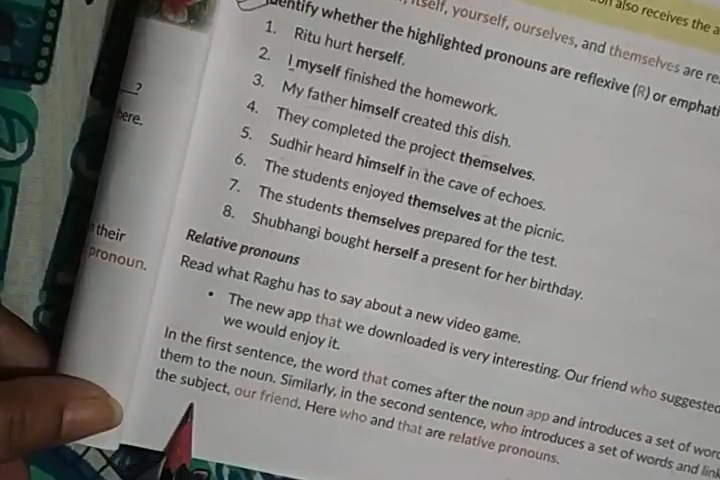 itself, yourself, ourselves, and themselves are
also receives the
Identify whether the highlighted pronouns are reflexive (R) or
1. Ritu hurt herself.
2. I myself finished the homework.
3. My father himself created this dish.
4. They completed the project themselves.
5. Sudhir heard himself in the cave of echoes.
6. The students enjoyed themselves at the picnic.
7. The students themselves prepared for the test.
8. Shubhangi bought herself a present for her birthday.
Relative pronouns
Read what Raghu has to say about a new video game.
• The new app that we downloaded is very interesting. Our friend who suggested
we would enjoy it.
In the first sentence, the word that comes after the noun app and introduces a set of
them to the noun. Similarly, in the second sentence, who introduces a set of words and
the subject, our friend. Here who and that are relative pronouns.
?
their
pronoun.